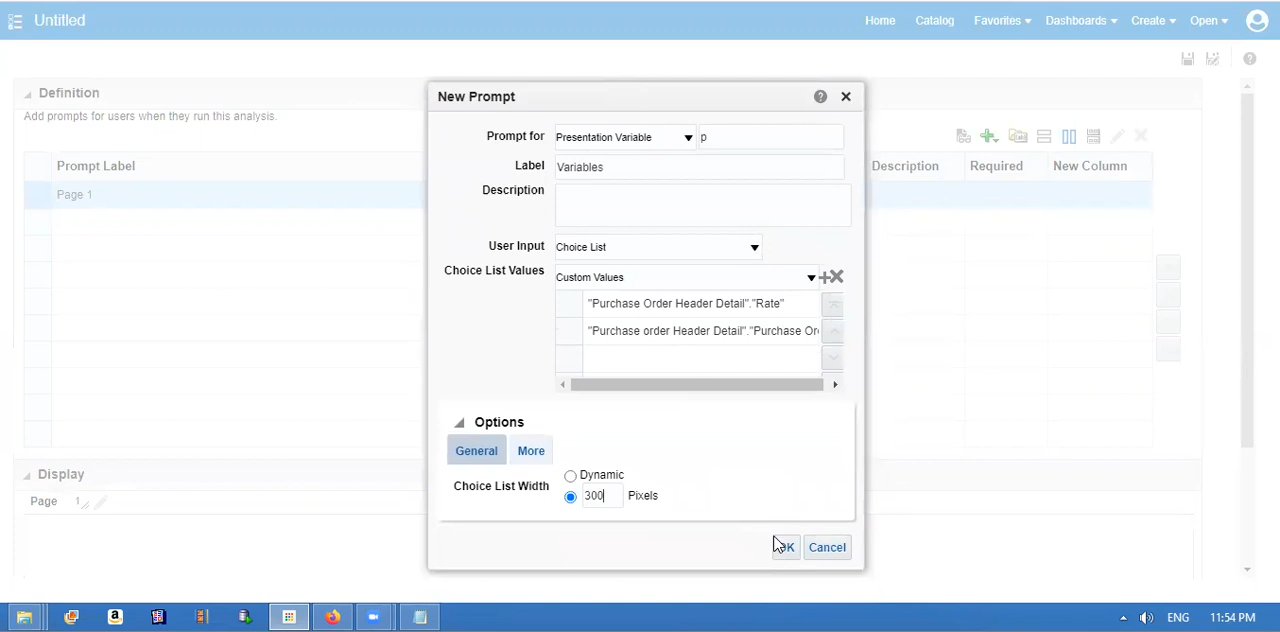 Untitled
Home Catalog Favorites Dashboards Create Open
Definition
Add prompts for users when they run this analysis.
Prompt Label Description Required New Column
Page 1
New Prompt
Prompt for Presentation Variable p
Label Variables
Description
User Input Choice List
Choice List Values Custom Values
"Purchase Order Header Detail"."Rate"
"Purchase order Header Detail"."Purchase Or
Options
General More
Choice List Width Dynamic
300 Pixels
OK Cancel
Display
Page 1
ENG 11:54 PM